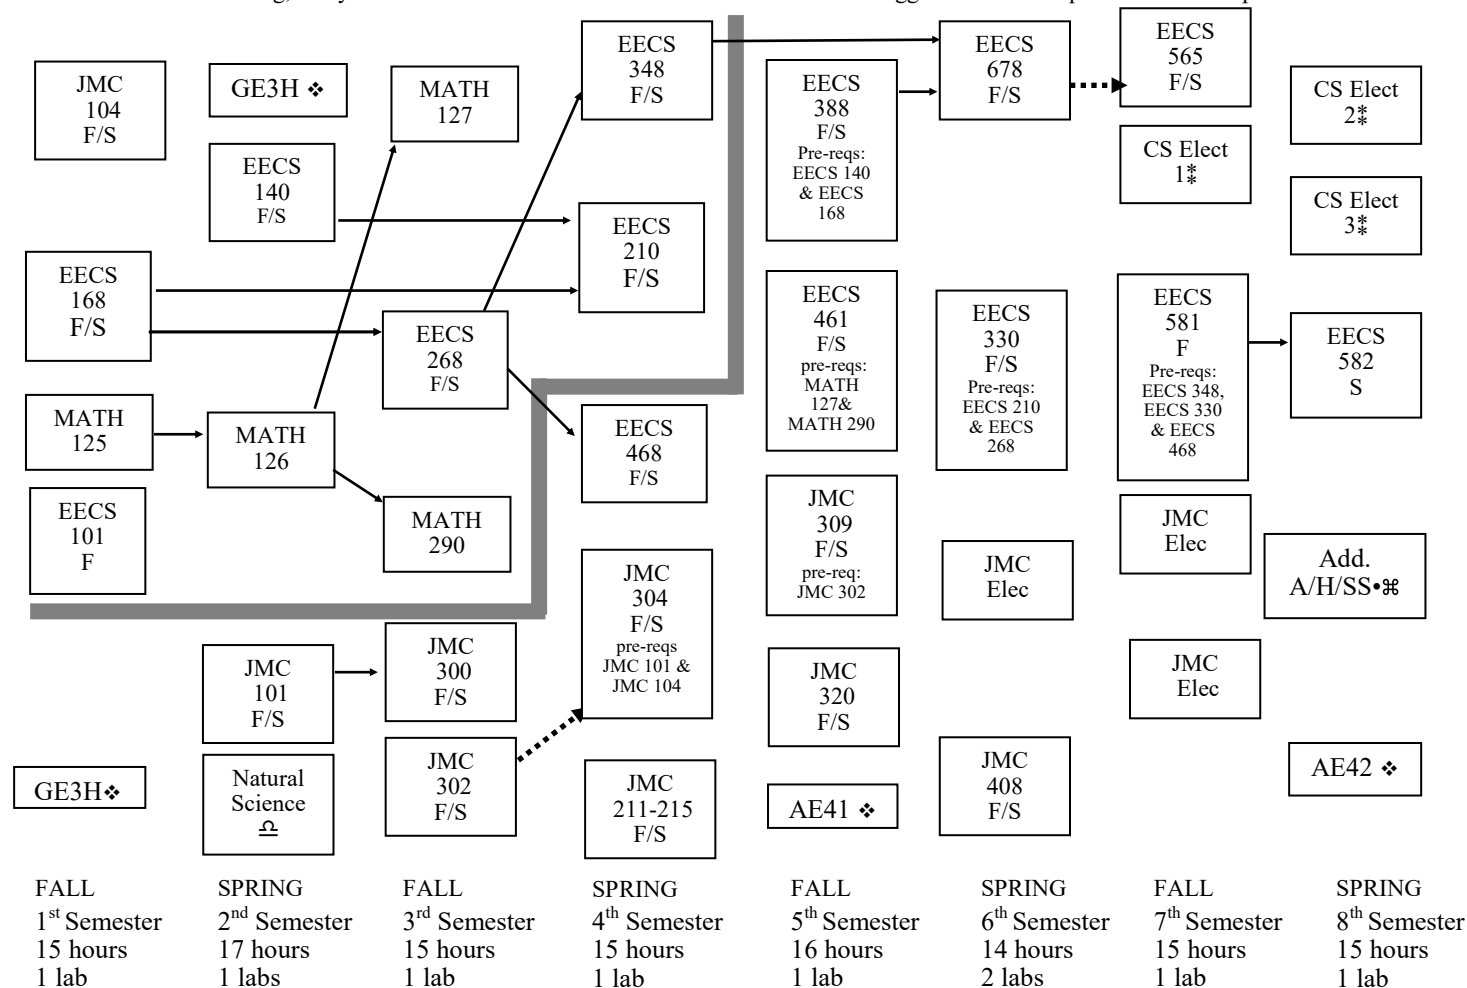 JMC
104
F/S
EECS
168
F/S
MATH
125
EECS
101
F
GE3H❖
FALL
1st Semester
15 hours
1 lab
GE3H ❖
EECS
140
F/S
MATH
126
JMC
101
F/S
Natural
Science
♎
SPRING
2nd Semester
17 hours
1 labs
MATH
127
EECS
268
F/S
MATH
290
JMC
300
F/S
JMC
302
F/S
FALL
3rd Semester
15 hours
1 lab
EECS
348
F/S
EECS
210
F/S
EECS
468
F/S
JMC
304
F/S
pre-reqs
JMC 101 &
JMC 104
JMC
211-215
F/S
SPRING
4th Semester
15 hours
1 lab
EECS
388
F/S
Pre-reqs:
EECS 140
& EECS
168
EECS
461
F/S
pre-reqs:
MATH
127&
MATH 290
JMC
309
F/S
pre-req:
JMC 302
JMC
320
F/S
AE41 ❖
FALL
5th Semester
16 hours
1 lab
EECS
678
F/S
EECS
330
F/S
Pre-reqs:
EECS 210
& EECS
268
JMC
Elec
JMC
408
F/S
SPRING
6th Semester
14 hours
2 labs
EECS
565
F/S
CS Elect
1⁑
EECS
581
F
Pre-reqs:
EECS 348,
EECS 330
& EECS
468
JMC
Elec
JMC
Elec
FALL
7th Semester
15 hours
1 lab
CS Elect
2⁑
CS Elect
3⁑
EECS
582
S
Add.
A/H/SS•⌘
AE42 ❖
SPRING
8th Semester
15 hours
1 lab